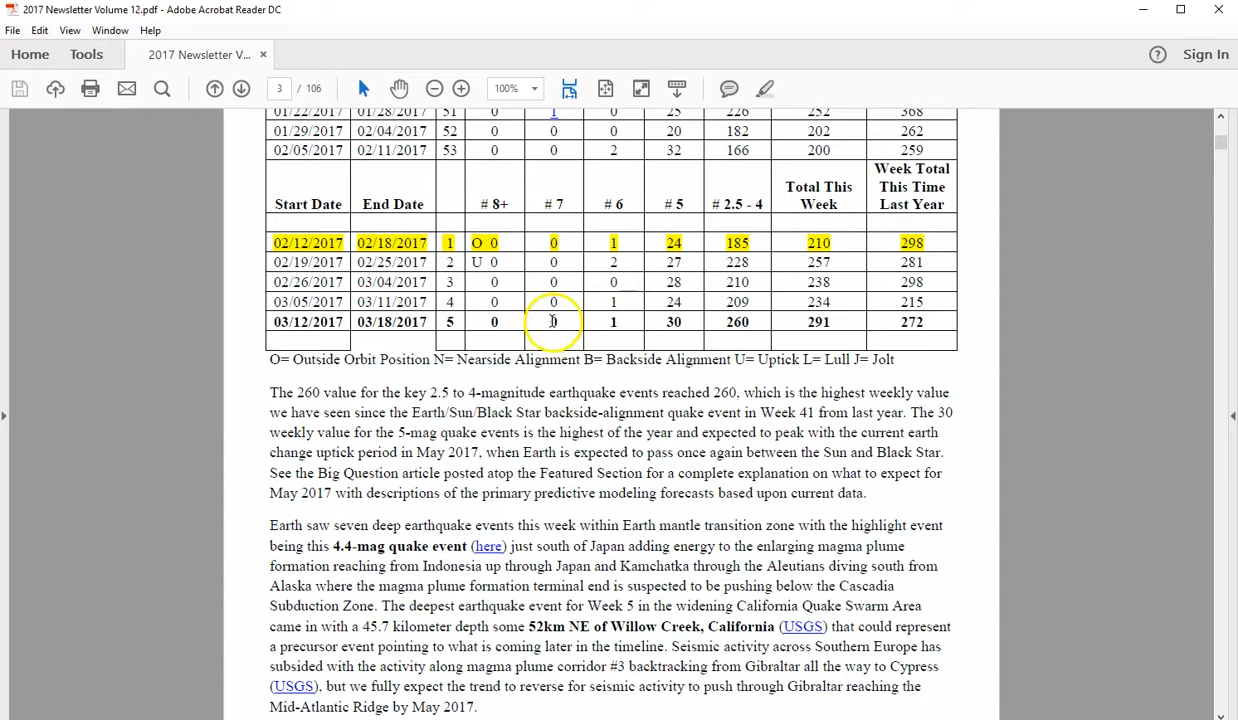 2017 Newsletter Volume 12.pdf - Adobe Acrobat Reader DC
File Edit View Window Help
Home Tools 2017 Newsletter V... × ? Sign In
3 / 106 100%
01/22/2017 01/28/2017 51 0 1 0 25 226 252 368
01/29/2017 02/04/2017 52 0 0 0 20 182 202 262
02/05/2017 02/11/2017 53 0 0 2 32 166 200 259
Start Date End Date # 8+ # 7 # 6 # 5 # 2.5 - 4 Total This Week Week Total This Time Last Year
02/12/2017 02/18/2017 1 O 0 0 1 24 185 210 298
02/19/2017 02/25/2017 2 U 0 0 2 27 228 257 281
02/26/2017 03/04/2017 3 0 0 0 28 210 238 298
03/05/2017 03/11/2017 4 0 0 1 24 209 234 215
03/12/2017 03/18/2017 5 0 0 1 30 260 291 272
O= Outside Orbit Position N= Nearside Alignment B= Backside Alignment U= Uptick L= Lull J= Jolt
The 260 value for the key 2.5 to 4-magnitude earthquake events reached 260, which is the highest weekly value
we have seen since the Earth/Sun/Black Star backside-alignment quake event in Week 41 from last year. The 30
weekly value for the 5-mag quake events is the highest of the year and expected to peak with the current earth
change uptick period in May 2017, when Earth is expected to pass once again between the Sun and Black Star.
See the Big Question article posted atop the Featured Section for a complete explanation on what to expect for
May 2017 with descriptions of the primary predictive modeling forecasts based upon current data.
Earth saw seven deep earthquake events this week within Earth mantle transition zone with the highlight event
being this 4.4-mag quake event (here) just south of Japan adding energy to the enlarging magma plume
formation reaching from Indonesia up through Japan and Kamchatka through the Aleutians diving south from
Alaska where the magma plume formation terminal end is suspected to be pushing below the Cascadia
Subduction Zone. The deepest earthquake event for Week 5 in the widening California Quake Swarm Area
came in with a 45.7 kilometer depth some 52km NE of Willow Creek, California (USGS) that could represent
a precursor event pointing to what is coming later in the timeline. Seismic activity across Southern Europe has
subsided with the activity along magma plume corridor #3 backtracking from Gibraltar all the way to Cypress
(USGS), but we fully expect the trend to reverse for seismic activity to push through Gibraltar reaching the
Mid-Atlantic Ridge by May 2017.